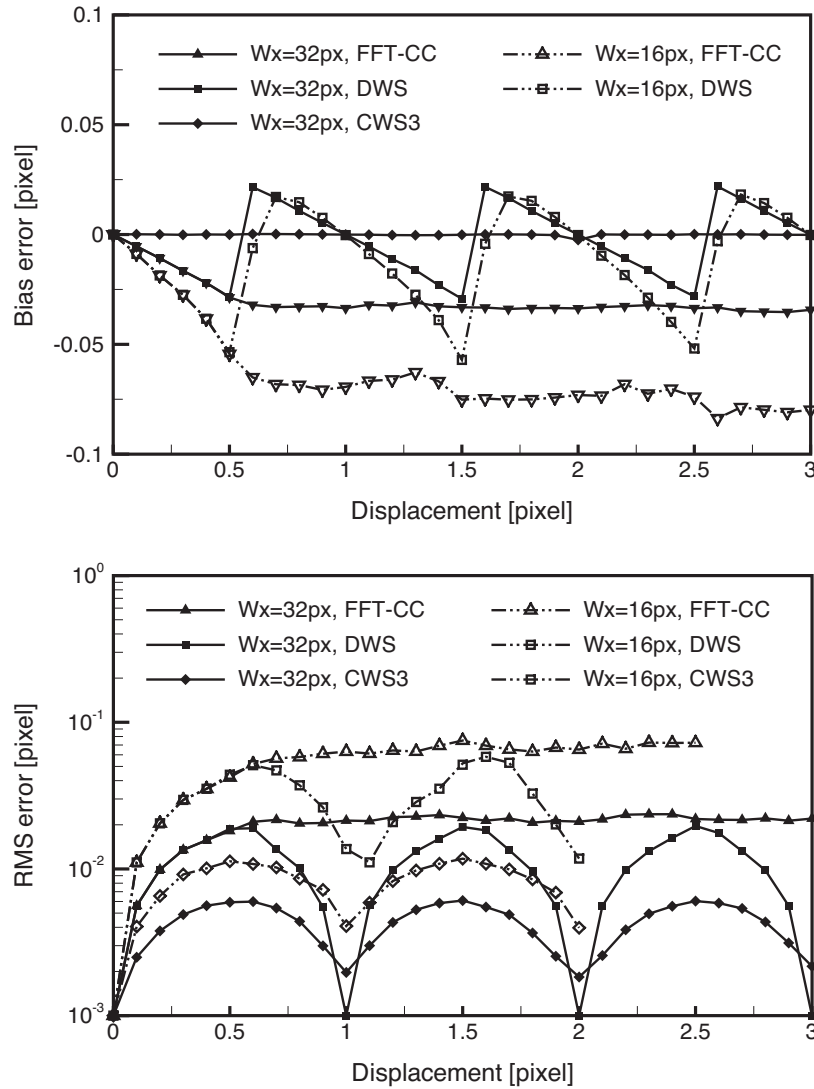 0.1
0.05
0
-0.05
-0.1
Bias error [pixel]
Wx=32px, FFT-CC
Wx=32px, DWS
Wx=32px, CWS3
Wx=16px, FFT-CC
Wx=16px, DWS
0 0.5 1 1.5 2 2.5 3
Displacement [pixel]
10⁰
10⁻¹
10⁻²
10⁻³
RMS error [pixel]
Wx=32px, FFT-CC
Wx=32px, DWS
Wx=32px, CWS3
Wx=16px, FFT-CC
Wx=16px, DWS
Wx=16px, CWS3
0 0.5 1 1.5 2 2.5 3
Displacement [pixel]